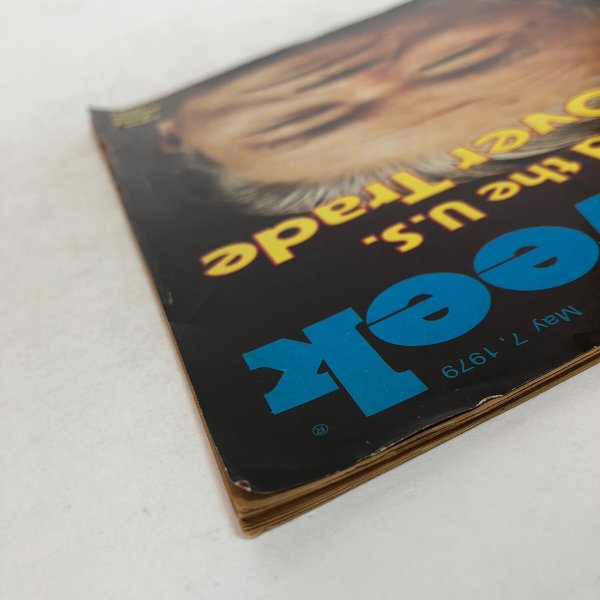 eek®
May 7, 1979
d the U.S.
Over Trade